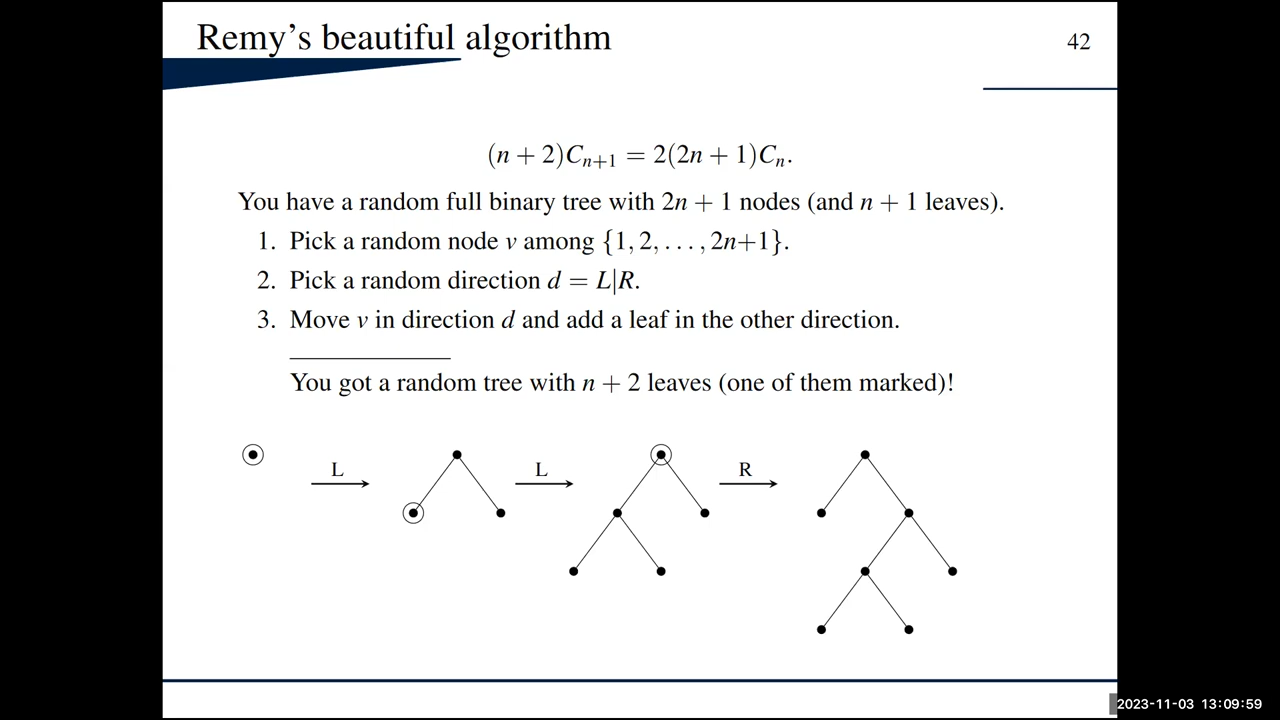 Remy's beautiful algorithm
42
(n + 2)Cₙ₊₁ = 2(2n + 1)Cₙ.
You have a random full binary tree with 2n + 1 nodes (and n + 1 leaves).
1. Pick a random node v among {1, 2, . . . , 2n+1}.
2. Pick a random direction d = L|R.
3. Move v in direction d and add a leaf in the other direction.
You got a random tree with n + 2 leaves (one of them marked)!
L
L
R
2023-11-03 13:09:59